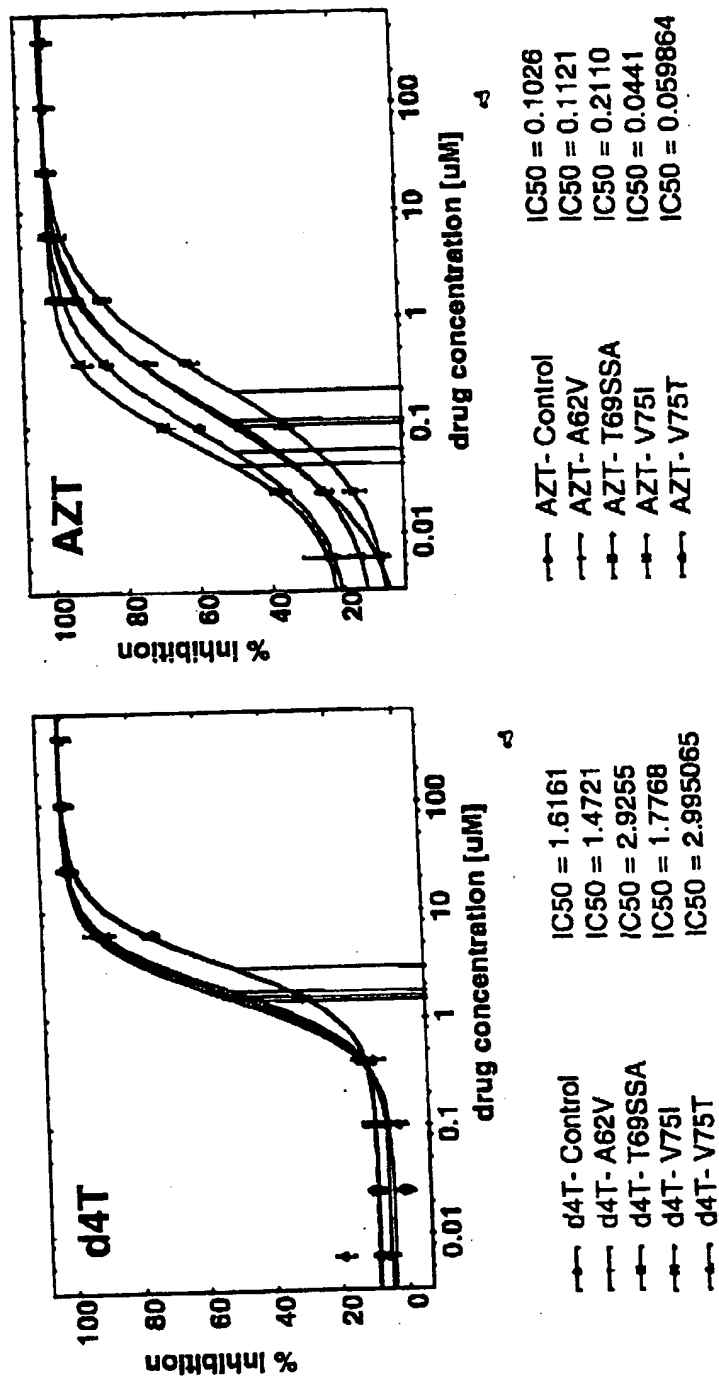 d4T
100
80
60
40
20
0
% inhibition
0.01
0.1
1
10
100
drug concentration [uM]
d4T- Control IC50 = 1.6161
d4T- A62V IC50 = 1.4721
d4T- T69SSA IC50 = 2.9255
d4T- V75I IC50 = 1.7768
d4T- V75T IC50 = 2.995065
AZT
100
80
60
40
20
% inhibition
0.01
0.1
1
10
100
drug concentration [uM]
AZT- Control IC50 = 0.1026
AZT- A62V IC50 = 0.1121
AZT- T69SSA IC50 = 0.2110
AZT- V75I IC50 = 0.0441
AZT- V75T IC50 = 0.059864